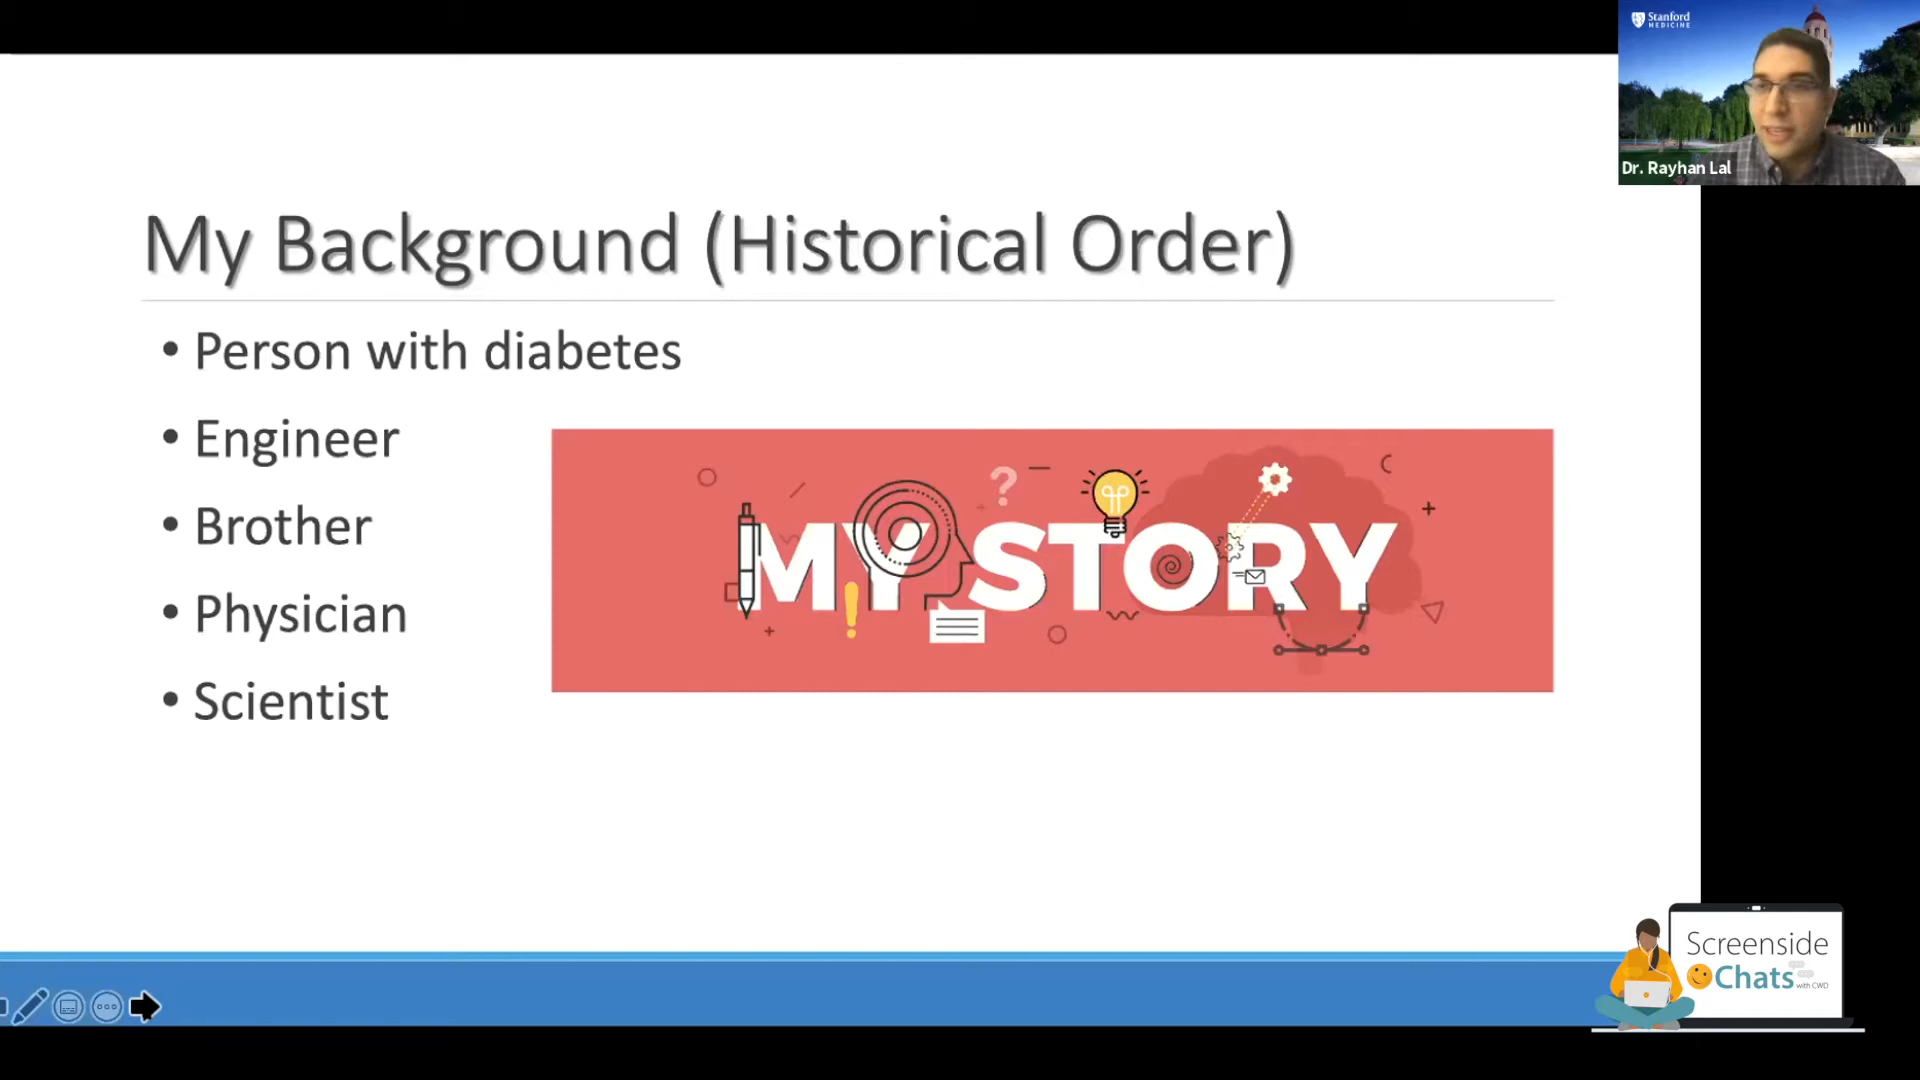 Stanford
MEDICINE
Dr. Rayhan Lal
My Background (Historical Order)
• Person with diabetes
• Engineer
• Brother
• Physician
• Scientist
?
MY STORY
!
Screenside
Chats with CWD